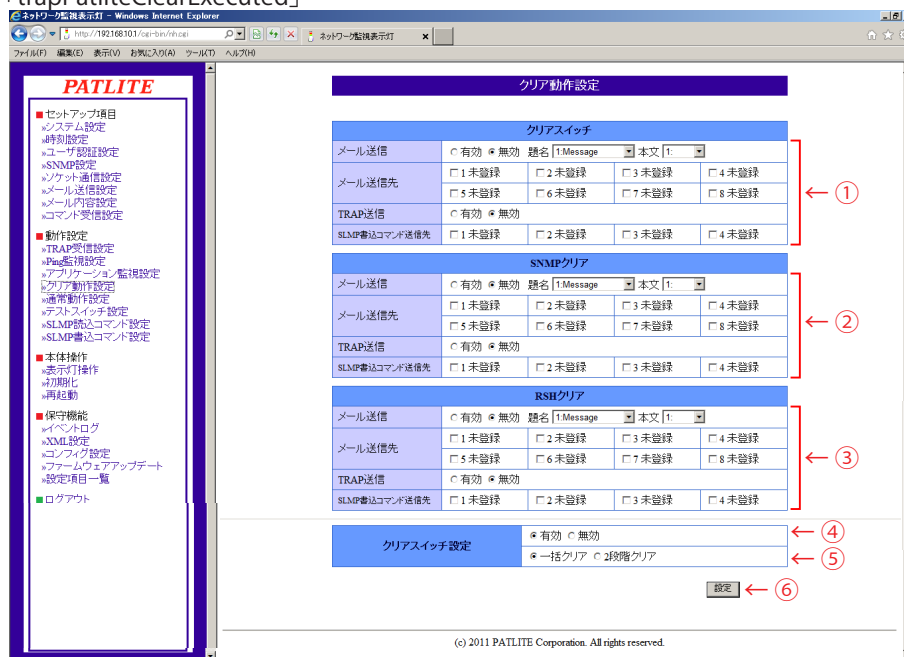 「trapPatliteClearExecuted」
ネットワーク監視表示灯 - Windows Internet Explorer
http://192.168.10.1/cgi-bin/nh.cgi
ネットワーク監視表示灯
ファイル(F) 編集(E) 表示(V) お気に入り(A) ツール(T) ヘルプ(H)
PATLITE
■セットアップ項目
»システム設定
»時刻設定
»ユーザ認証設定
»SNMP設定
»ソケット通信設定
»メール送信設定
»メール内容設定
»コマンド受信設定
■動作設定
»TRAP受信設定
»Ping監視設定
»アプリケーション監視設定
»クリア動作設定
»通常動作設定
»テストスイッチ設定
»SLMP読込コマンド設定
»SLMP書込コマンド設定
■本体操作
»表示灯操作
»初期化
»再起動
■保守機能
»イベントログ
»XML設定
»コンフィグ設定
»ファームウェアアップデート
»設定項目一覧
■ログアウト
クリア動作設定
クリアスイッチ
メール送信 有効 無効 題名 1:Message 本文 1:
メール送信先 1 未登録 2 未登録 3 未登録 4 未登録
5 未登録 6 未登録 7 未登録 8 未登録
TRAP送信 有効 無効
SLMP書込コマンド送信先 1 未登録 2 未登録 3 未登録 4 未登録
← ①
SNMPクリア
メール送信 有効 無効 題名 1:Message 本文 1:
メール送信先 1 未登録 2 未登録 3 未登録 4 未登録
5 未登録 6 未登録 7 未登録 8 未登録
TRAP送信 有効 無効
SLMP書込コマンド送信先 1 未登録 2 未登録 3 未登録 4 未登録
← ②
RSHクリア
メール送信 有効 無効 題名 1:Message 本文 1:
メール送信先 1 未登録 2 未登録 3 未登録 4 未登録
5 未登録 6 未登録 7 未登録 8 未登録
TRAP送信 有効 無効
SLMP書込コマンド送信先 1 未登録 2 未登録 3 未登録 4 未登録
← ③
クリアスイッチ設定 有効 無効 ← ④
一括クリア 2段階クリア ← ⑤
設定 ← ⑥
(c) 2011 PATLITE Corporation. All rights reserved.